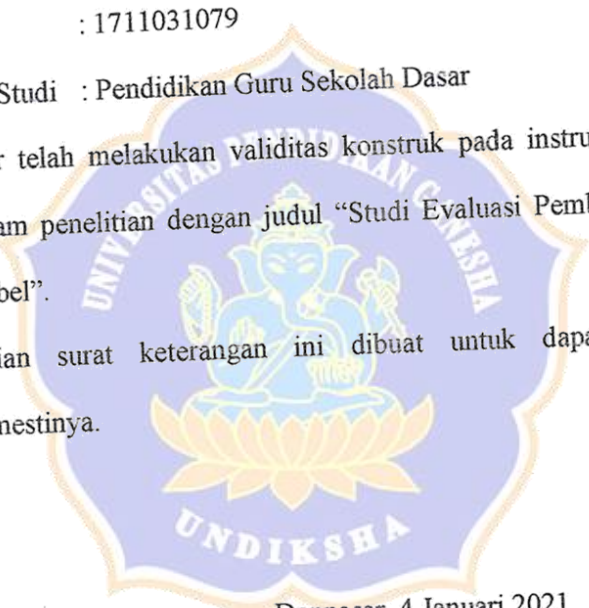 : 1711031079
Studi : Pendidikan Guru Sekolah Dasar
r telah melakukan validitas konstruk pada instru
am penelitian dengan judul “Studi Evaluasi Pemb
bel”.
ian surat keterangan ini dibuat untuk dapa
mestinya.
UNIVERSITAS PENDIDIKAN GANESHA
UNDIKSHA
Denpasar, 4 Januari 2021